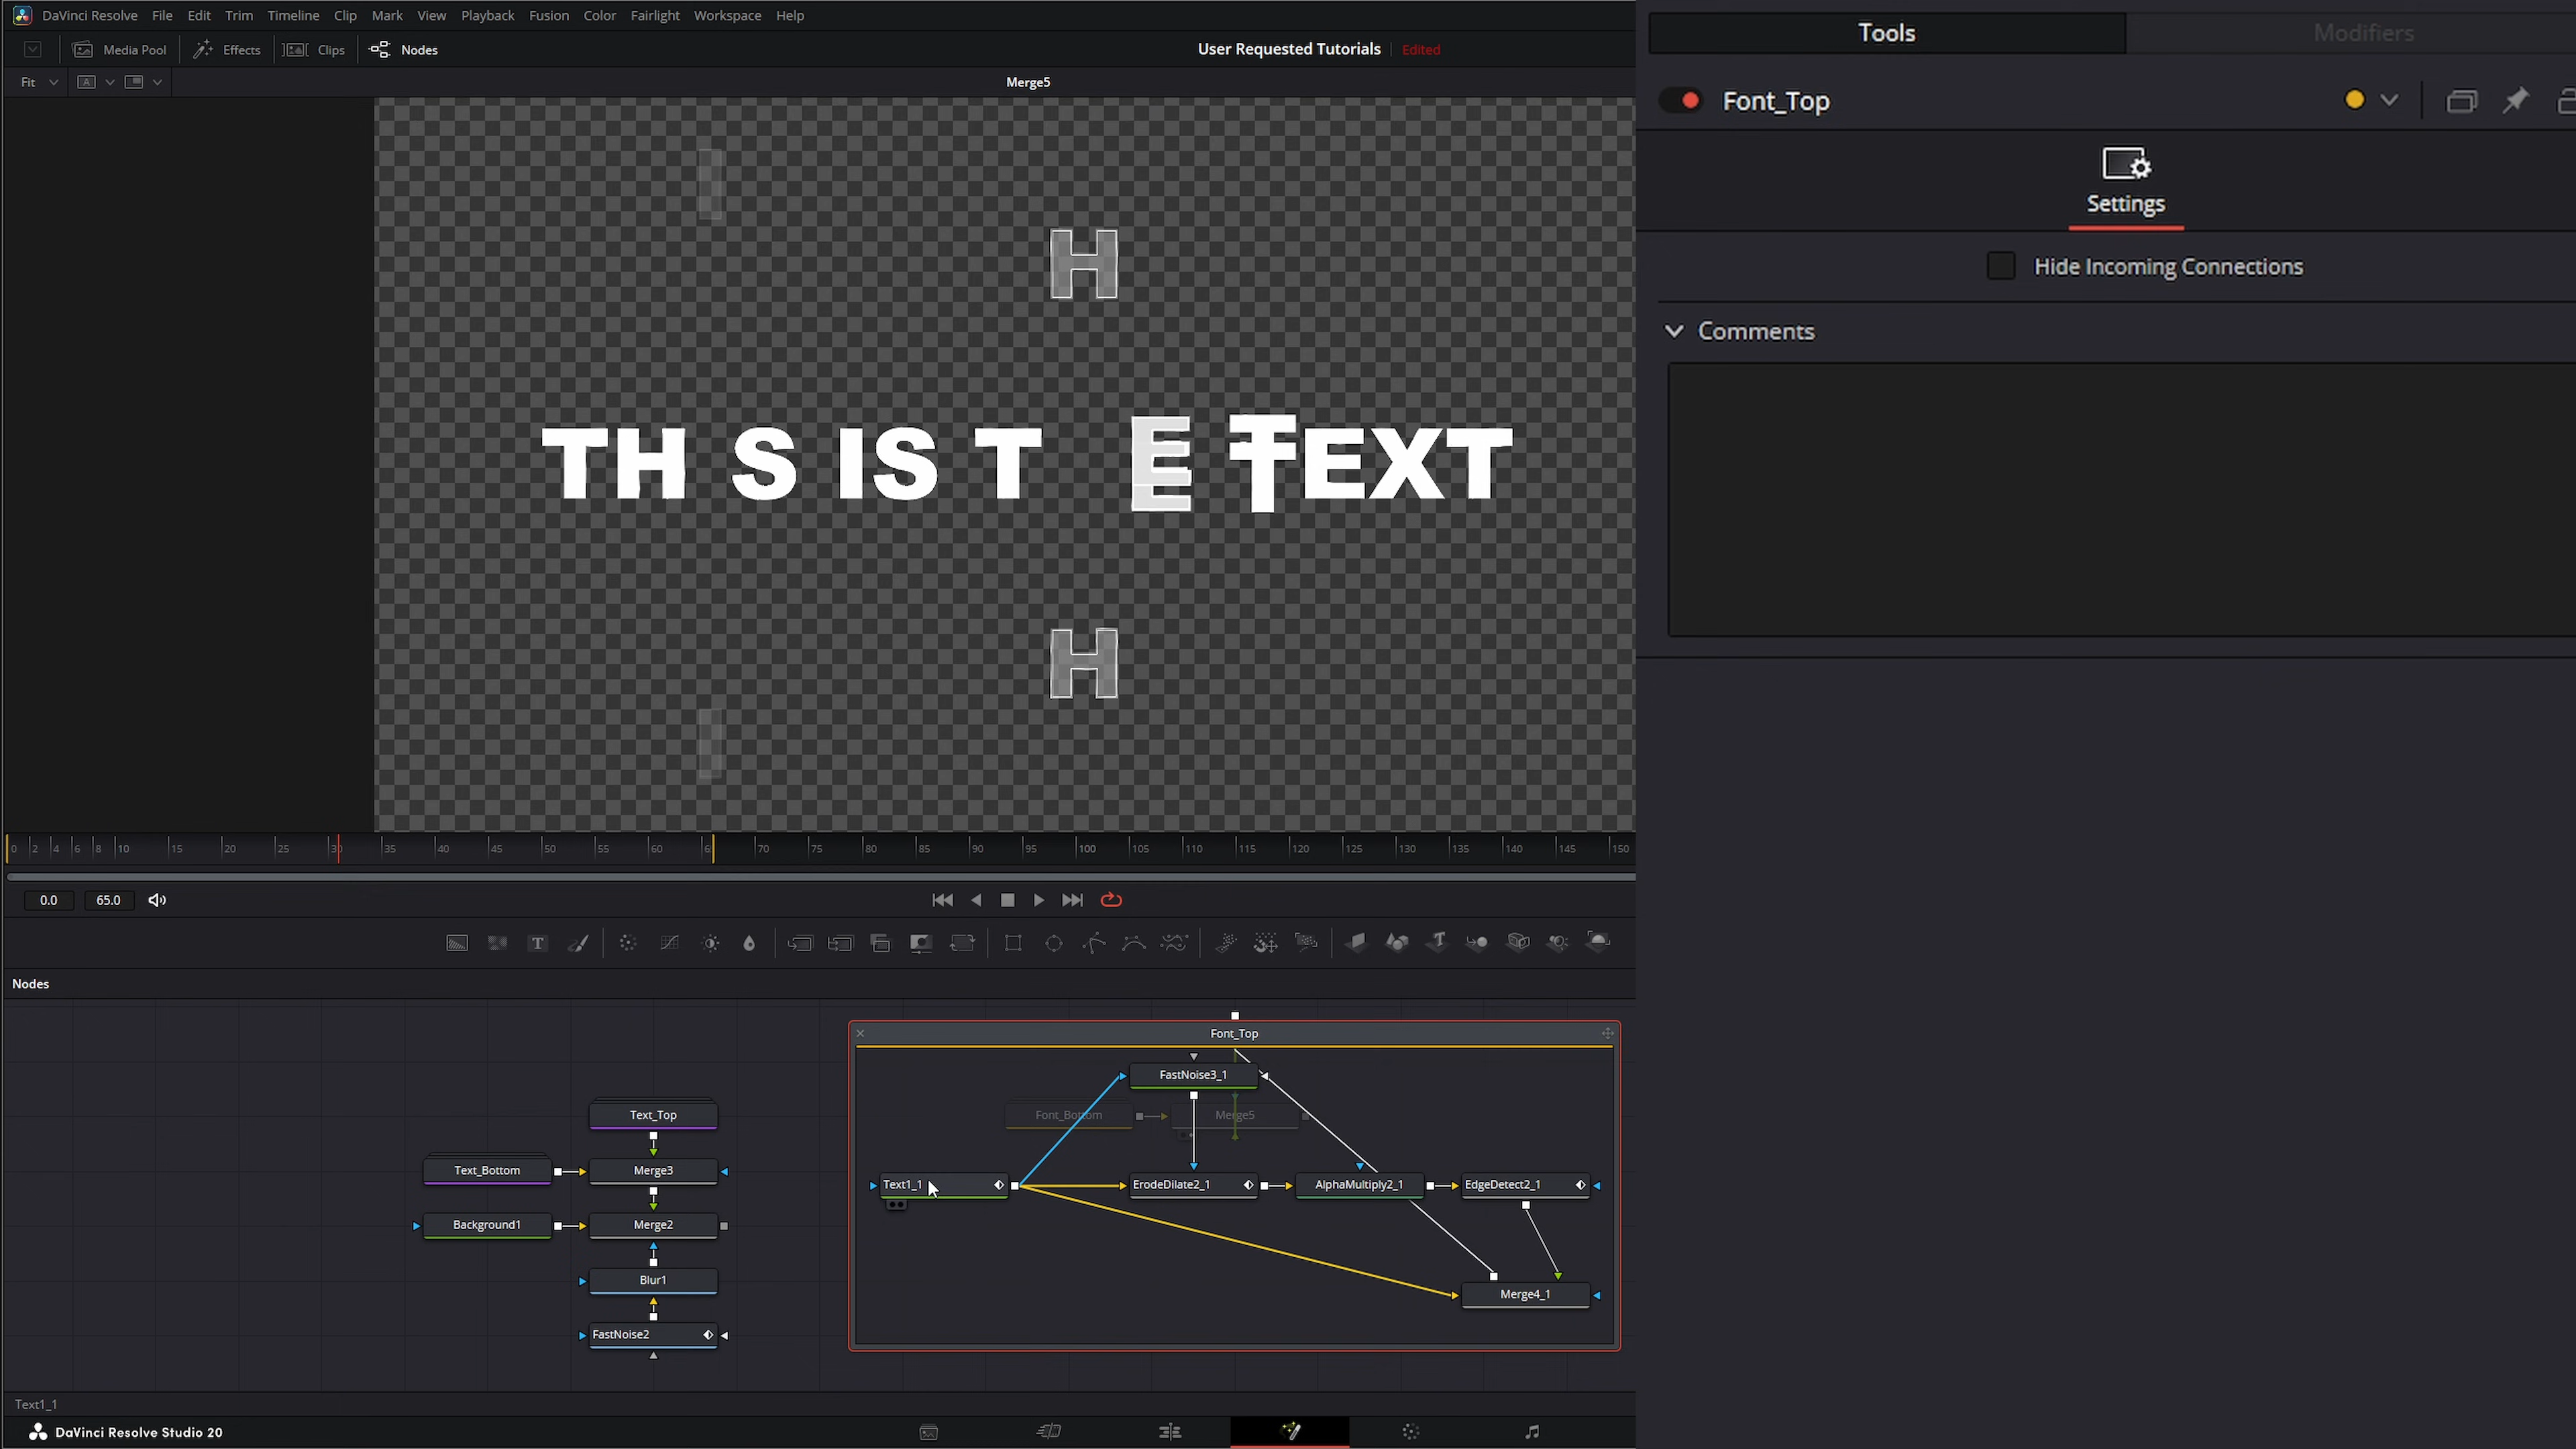 DaVinci Resolve File Edit Trim Timeline Clip Mark View Playback Fusion Color Fairlight Workspace Help
Media Pool Effects Clips Nodes User Requested Tutorials Edited
Fit A Merge5
H
TH S IS T E T TEXT
H
0 2 4 6 8 10 15 20 25 30 35 40 45 50 55 60 65 70 75 80 85 90 95 100 105 110 115 120 125 130 135 140 145 150
0.0 65.0
T
Nodes
Font_Top
FastNoise3_1
Text_Top Font_Bottom Merge5
Text_Bottom Merge3 Text1_1 ErodeDilate2_1 AlphaMultiply2_1 EdgeDetect2_1
Background1 Merge2
Blur1 Merge4_1
FastNoise2
Text1_1
DaVinci Resolve Studio 20
Tools Modifiers
Font_Top
Settings
Hide Incoming Connections
Comments